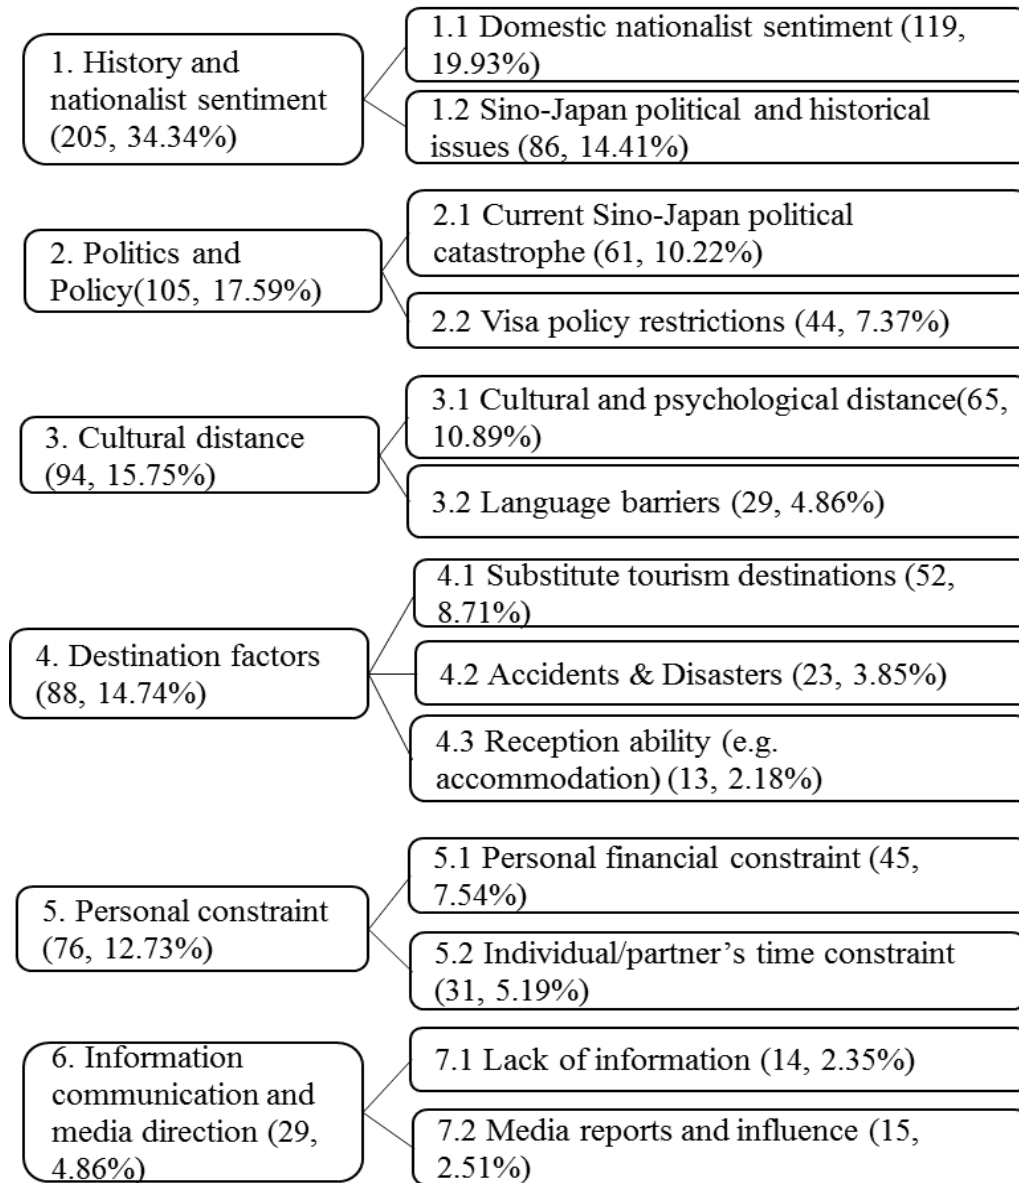 1. History and
nationalist sentiment
(205, 34.34%)
1.1 Domestic nationalist sentiment (119,
19.93%)
1.2 Sino-Japan political and historical
issues (86, 14.41%)
2. Politics and
Policy(105, 17.59%)
2.1 Current Sino-Japan political
catastrophe (61, 10.22%)
2.2 Visa policy restrictions (44, 7.37%)
3. Cultural distance
(94, 15.75%)
3.1 Cultural and psychological distance(65,
10.89%)
3.2 Language barriers (29, 4.86%)
4. Destination factors
(88, 14.74%)
4.1 Substitute tourism destinations (52,
8.71%)
4.2 Accidents & Disasters (23, 3.85%)
4.3 Reception ability (e.g.
accommodation) (13, 2.18%)
5. Personal constraint
(76, 12.73%)
5.1 Personal financial constraint (45,
7.54%)
5.2 Individual/partner’s time constraint
(31, 5.19%)
6. Information
communication and
media direction (29,
4.86%)
7.1 Lack of information (14, 2.35%)
7.2 Media reports and influence (15,
2.51%)